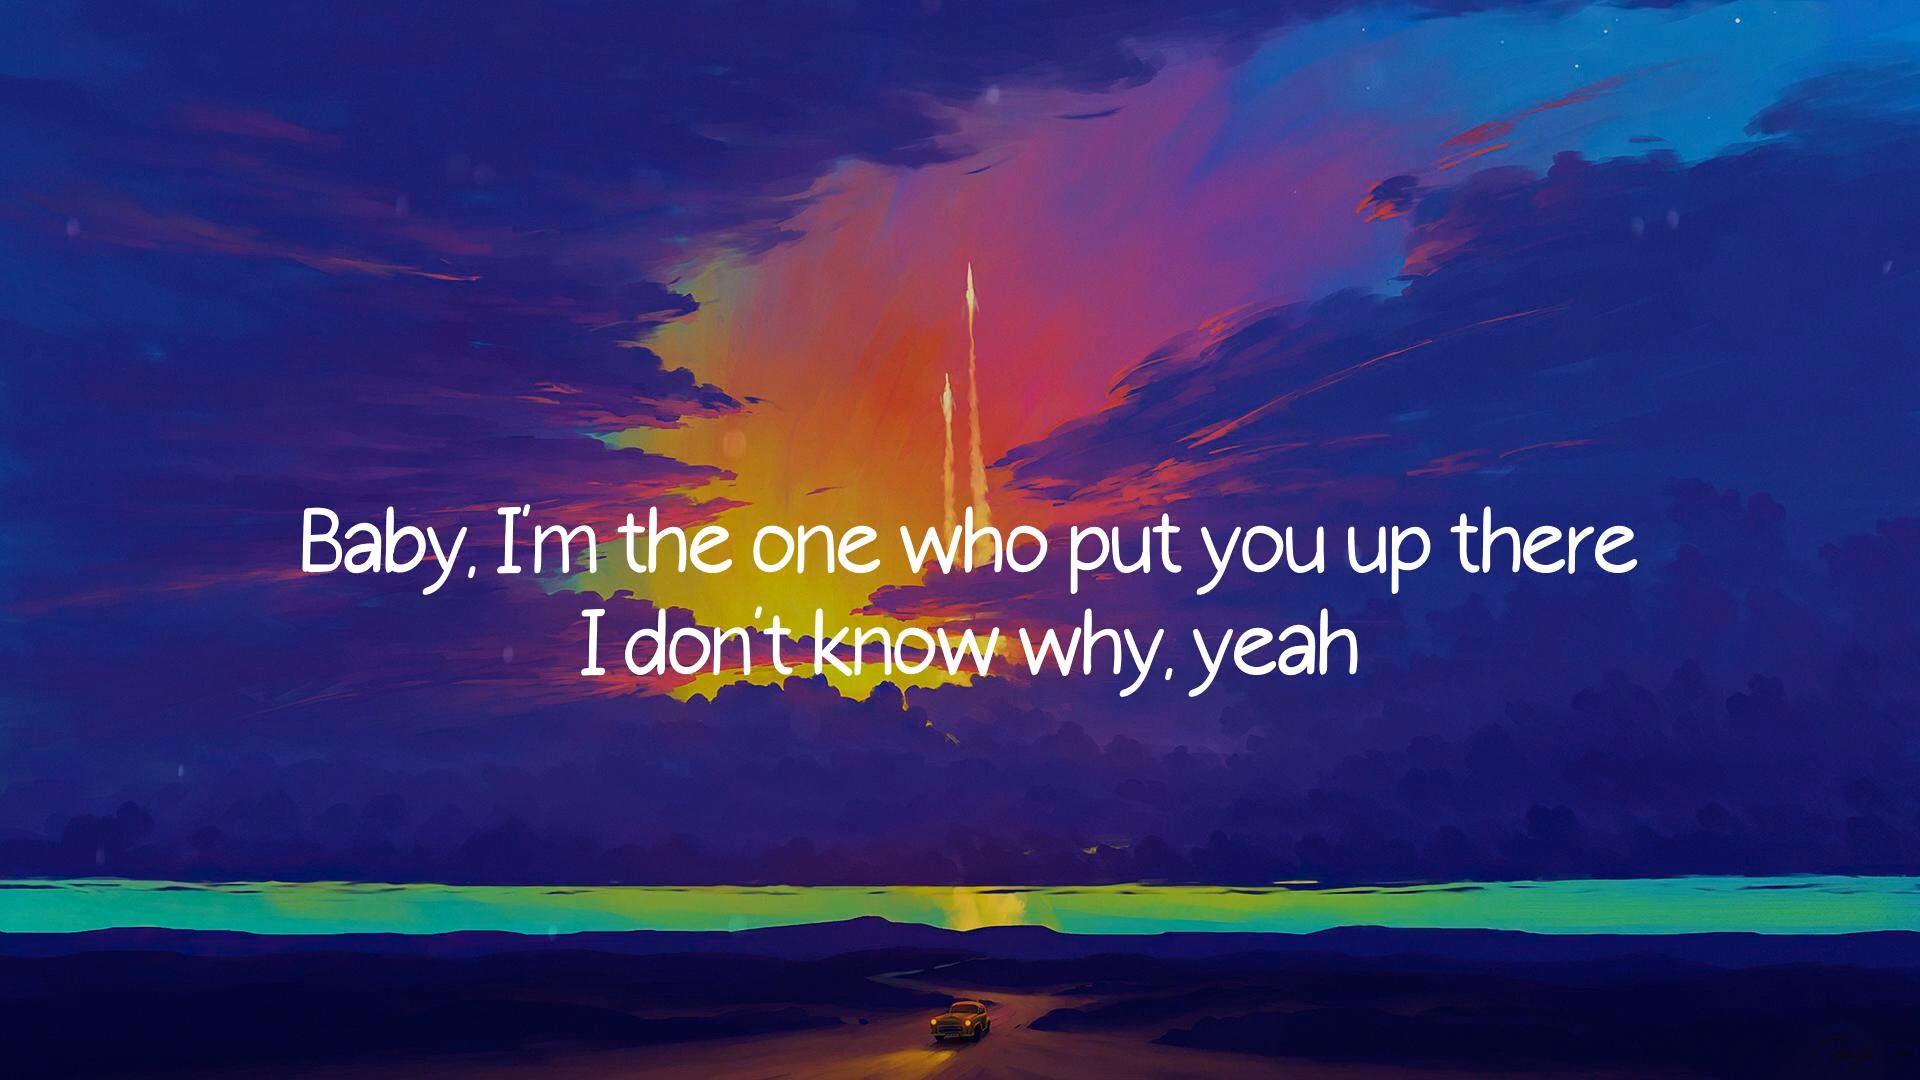 Baby, I'm the one who put you up there
I don't know why, yeah